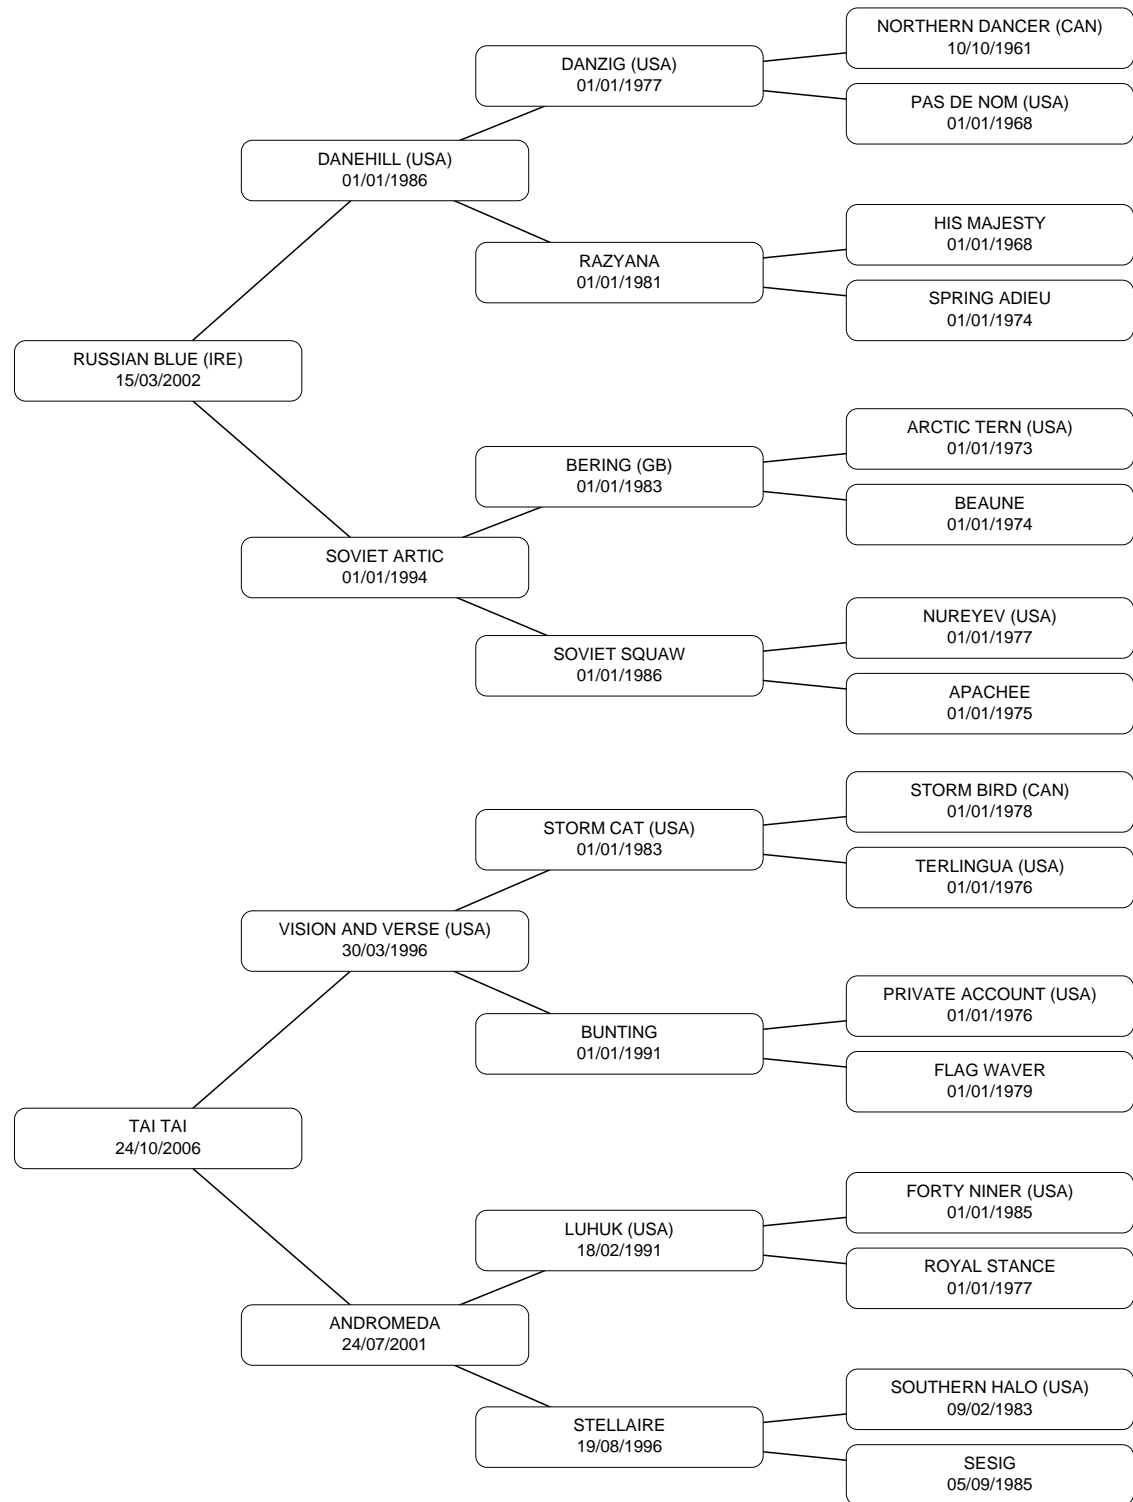 NORTHERN DANCER (CAN)
10/10/1961
DANZIG (USA)
01/01/1977
PAS DE NOM (USA)
01/01/1968
DANEHILL (USA)
01/01/1986
HIS MAJESTY
01/01/1968
RAZYANA
01/01/1981
SPRING ADIEU
01/01/1974
RUSSIAN BLUE (IRE)
15/03/2002
ARCTIC TERN (USA)
01/01/1973
BERING (GB)
01/01/1983
BEAUNE
01/01/1974
SOVIET ARTIC
01/01/1994
NUREYEV (USA)
01/01/1977
SOVIET SQUAW
01/01/1986
APACHEE
01/01/1975
STORM BIRD (CAN)
01/01/1978
STORM CAT (USA)
01/01/1983
TERLINGUA (USA)
01/01/1976
VISION AND VERSE (USA)
30/03/1996
PRIVATE ACCOUNT (USA)
01/01/1976
BUNTING
01/01/1991
FLAG WAVER
01/01/1979
TAI TAI
24/10/2006
FORTY NINER (USA)
01/01/1985
LUHUK (USA)
18/02/1991
ROYAL STANCE
01/01/1977
ANDROMEDA
24/07/2001
SOUTHERN HALO (USA)
09/02/1983
STELLAIRE
19/08/1996
SESIG
05/09/1985